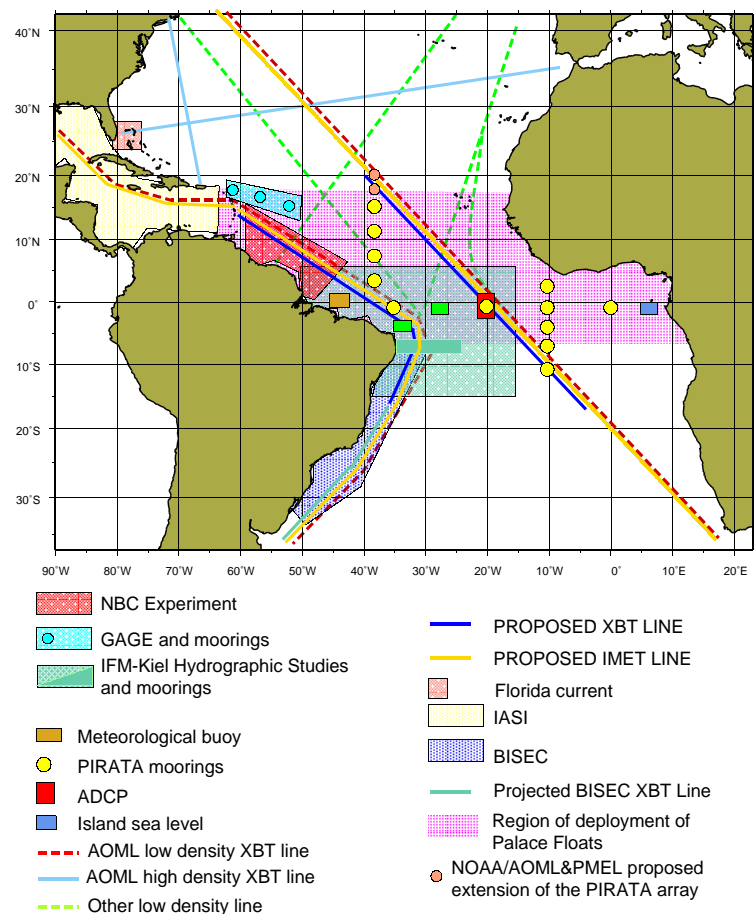 40°N
30°N
20°N
10°N
0°
10°S
20°S
30°S
90°W
80°W
70°W
60°W
50°W
40°W
30°W
20°W
10°W
0°
10°E
20°E
NBC Experiment
GAGE and moorings
IFM-Kiel Hydrographic Studies
and moorings
Meteorological buoy
PIRATA moorings
ADCP
Island sea level
AOML low density XBT line
AOML high density XBT line
Other low density line
PROPOSED XBT LINE
PROPOSED IMET LINE
Florida current
IASI
BISEC
Projected BISEC XBT Line
Region of deployment of
Palace Floats
NOAA/AOML&PMEL proposed
extension of the PIRATA array